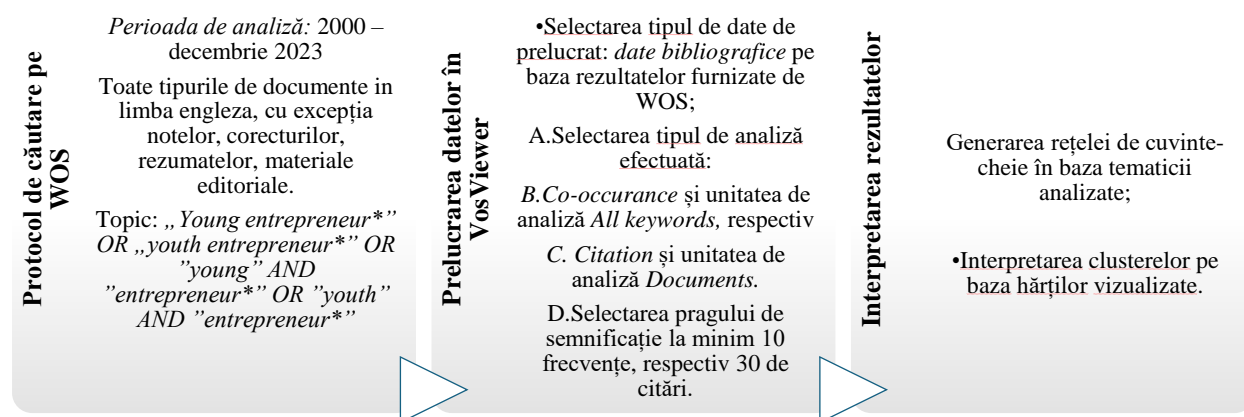 Protocol de căutare pe
WOS
Perioada de analiză: 2000 –
decembrie 2023
Toate tipurile de documente in
limba engleza, cu excepția
notelor, corecturilor,
rezumatelor, materiale
editoriale.
Topic: „Young entrepreneur*”
OR „youth entrepreneur*” OR
”young” AND
”entrepreneur*” OR ”youth”
AND ”entrepreneur*”
Prelucrarea datelor în
VosViewer
•Selectarea tipul de date de
prelucrat: date bibliografice pe
baza rezultatelor furnizate de
WOS;
A.Selectarea tipul de analiză
efectuată:
B.Co-occurance și unitatea de
analiză All keywords, respectiv
C. Citation și unitatea de
analiză Documents.
D.Selectarea pragului de
semnificație la minim 10
frecvențe, respectiv 30 de
citări.
Interpretarea rezultatelor
Generarea rețelei de cuvinte-
cheie în baza tematicii
analizate;
•Interpretarea clusterelor pe
baza hărților vizualizate.